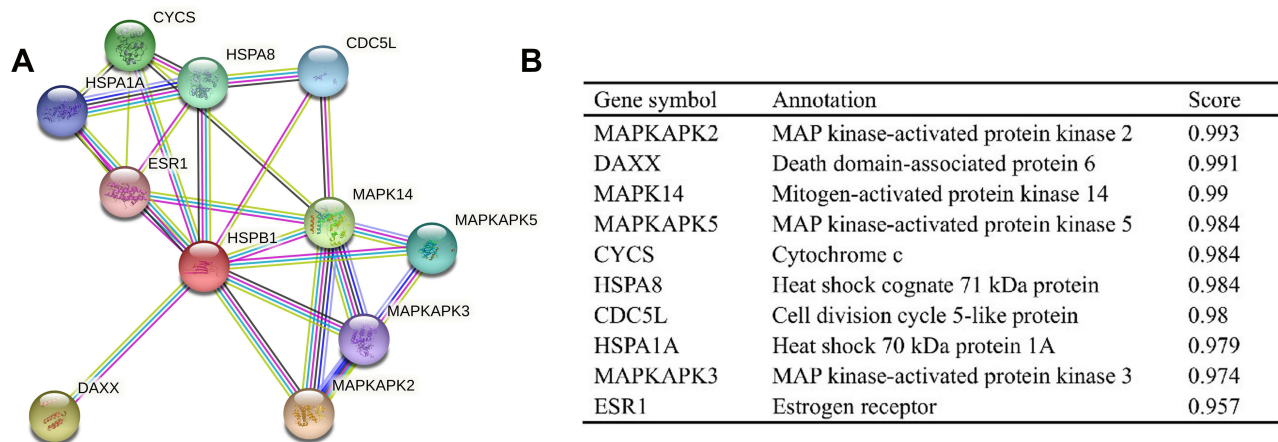 A
CYCS
HSPA8
CDC5L
HSPA1A
ESR1
MAPK14
MAPKAPK5
HSPB1
MAPKAPK3
MAPKAPK2
DAXX
B
Gene symbol Annotation Score
MAPKAPK2 MAP kinase-activated protein kinase 2 0.993
DAXX Death domain-associated protein 6 0.991
MAPK14 Mitogen-activated protein kinase 14 0.99
MAPKAPK5 MAP kinase-activated protein kinase 5 0.984
CYCS Cytochrome c 0.984
HSPA8 Heat shock cognate 71 kDa protein 0.984
CDC5L Cell division cycle 5-like protein 0.98
HSPA1A Heat shock 70 kDa protein 1A 0.979
MAPKAPK3 MAP kinase-activated protein kinase 3 0.974
ESR1 Estrogen receptor 0.957